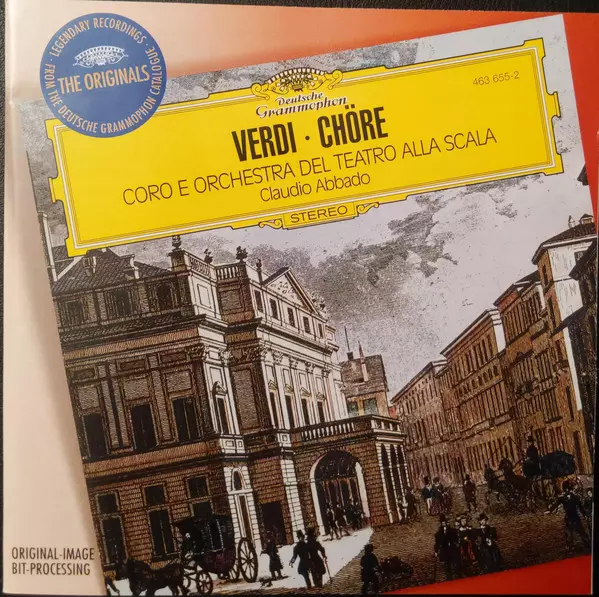 LEGENDARY RECORDINGS
THE ORIGINALS
FROM THE DEUTSCHE GRAMMOPHON CATALOGUE
Deutsche
Grammophon
463 655-2
VERDI · CHÖRE
CORO E ORCHESTRA DEL TEATRO ALLA SCALA
Claudio Abbado
STEREO
ORIGINAL-IMAGE
BIT-PROCESSING